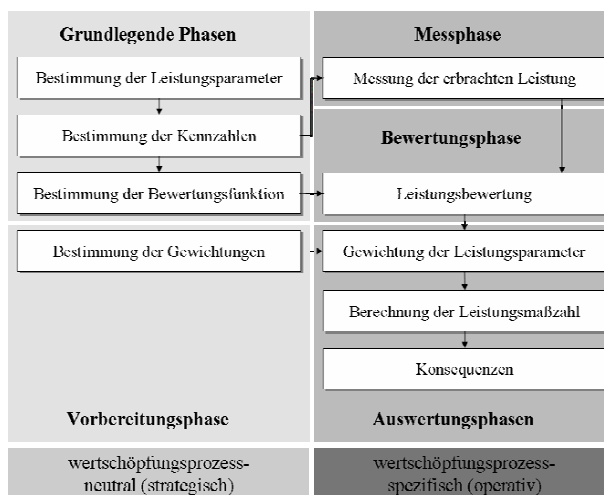 Grundlegende Phasen
Bestimmung der Leistungsparameter
Bestimmung der Kennzahlen
Bestimmung der Bewertungsfunktion
Bestimmung der Gewichtungen
Vorbereitungsphase
wertschöpfungsprozess-
neutral (strategisch)
Messphase
Messung der erbrachten Leistung
Bewertungsphase
Leistungsbewertung
Gewichtung der Leistungsparameter
Berechnung der Leistungsmaßzahl
Konsequenzen
Auswertungsphasen
wertschöpfungsprozess-
spezifisch (operativ)